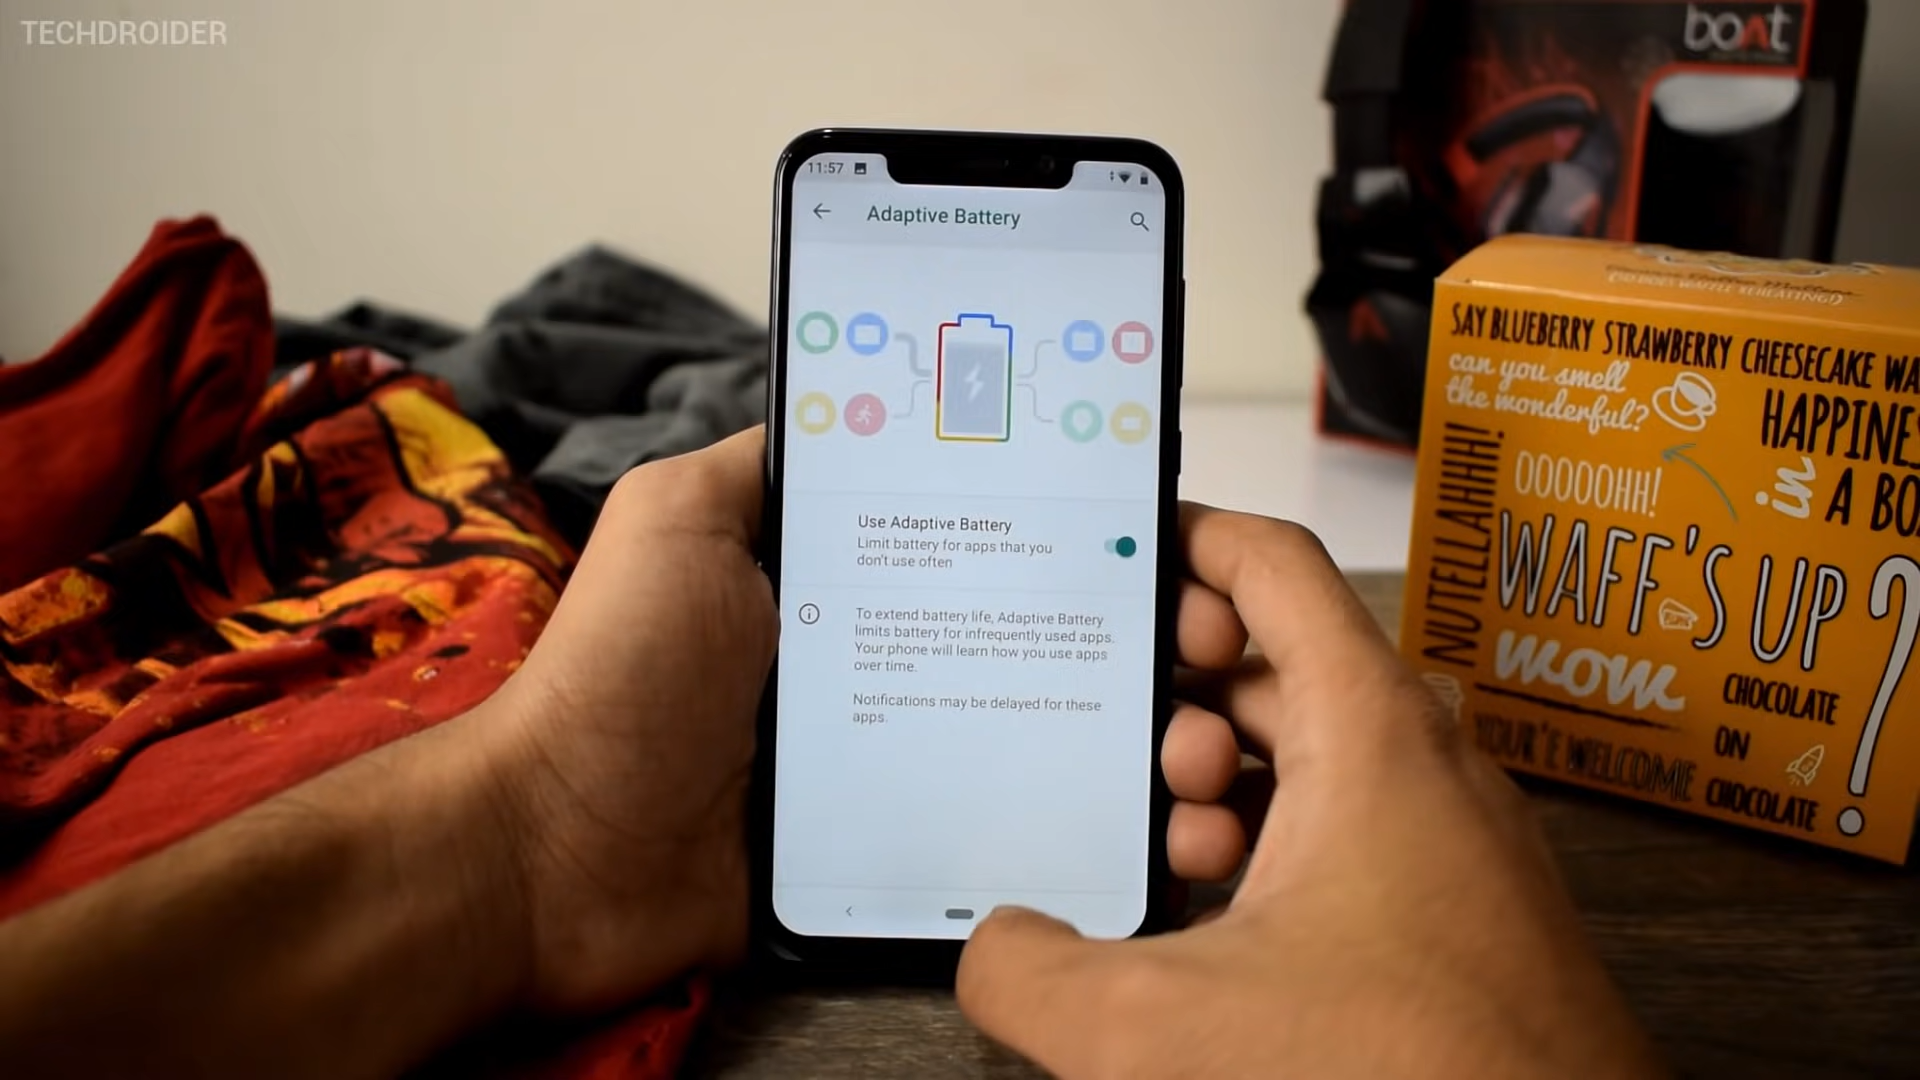 TECHDROIDER
boat
11:57
Adaptive Battery
Use Adaptive Battery
Limit battery for apps that you
don't use often
To extend battery life, Adaptive Battery
limits battery for infrequently used apps.
Your phone will learn how you use apps
over time.
Notifications may be delayed for these
apps.
SAY BLUEBERRY STRAWBERRY CHEESECAKE WA
can you smell
the wonderful?
HAPPINES
in
A BO
NUTELLAHHH!
OOOOOHH!
WAFF'S UP?
wow
CHOCOLATE
ON
CHOCOLATE
YOUR'E WELCOME